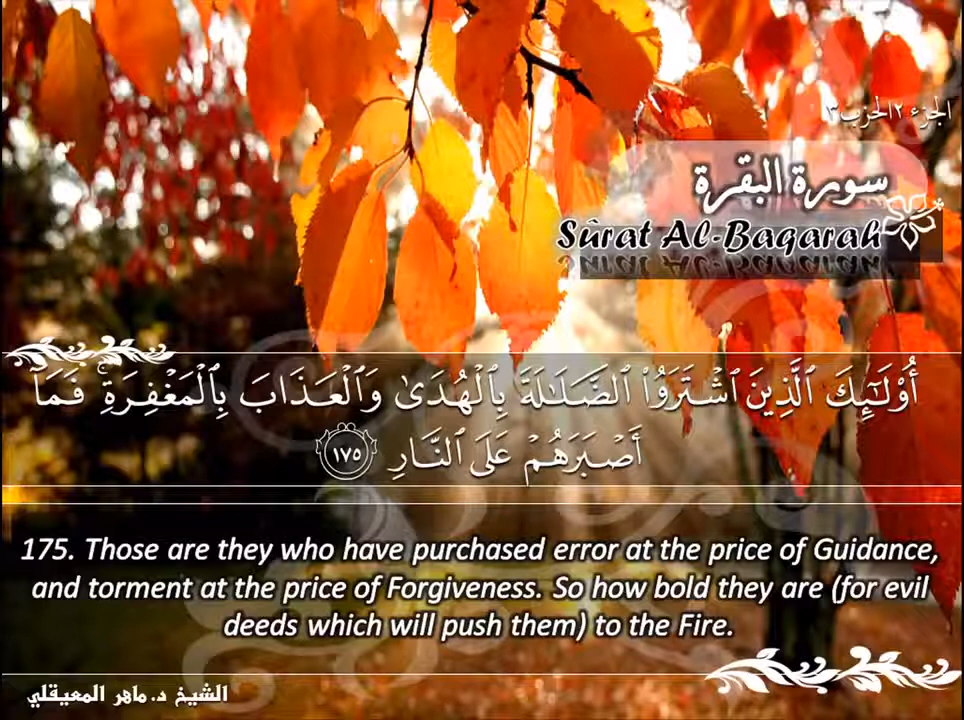 الجزء ٢ الحزب ٣
سورة البقرة
Sûrat Al-Baqarah
أُو۟لَـٰٓئِكَ ٱلَّذِينَ ٱشْتَرَوُا۟ ٱلضَّلَـٰلَةَ بِٱلْهُدَىٰ وَٱلْعَذَابَ بِٱلْمَغْفِرَةِ ۚ فَمَآ
أَصْبَرَهُمْ عَلَى ٱلنَّارِ ١٧٥
175. Those are they who have purchased error at the price of Guidance,
and torment at the price of Forgiveness. So how bold they are (for evil
deeds which will push them) to the Fire.
الشيخ د. ماهر المعيقلي